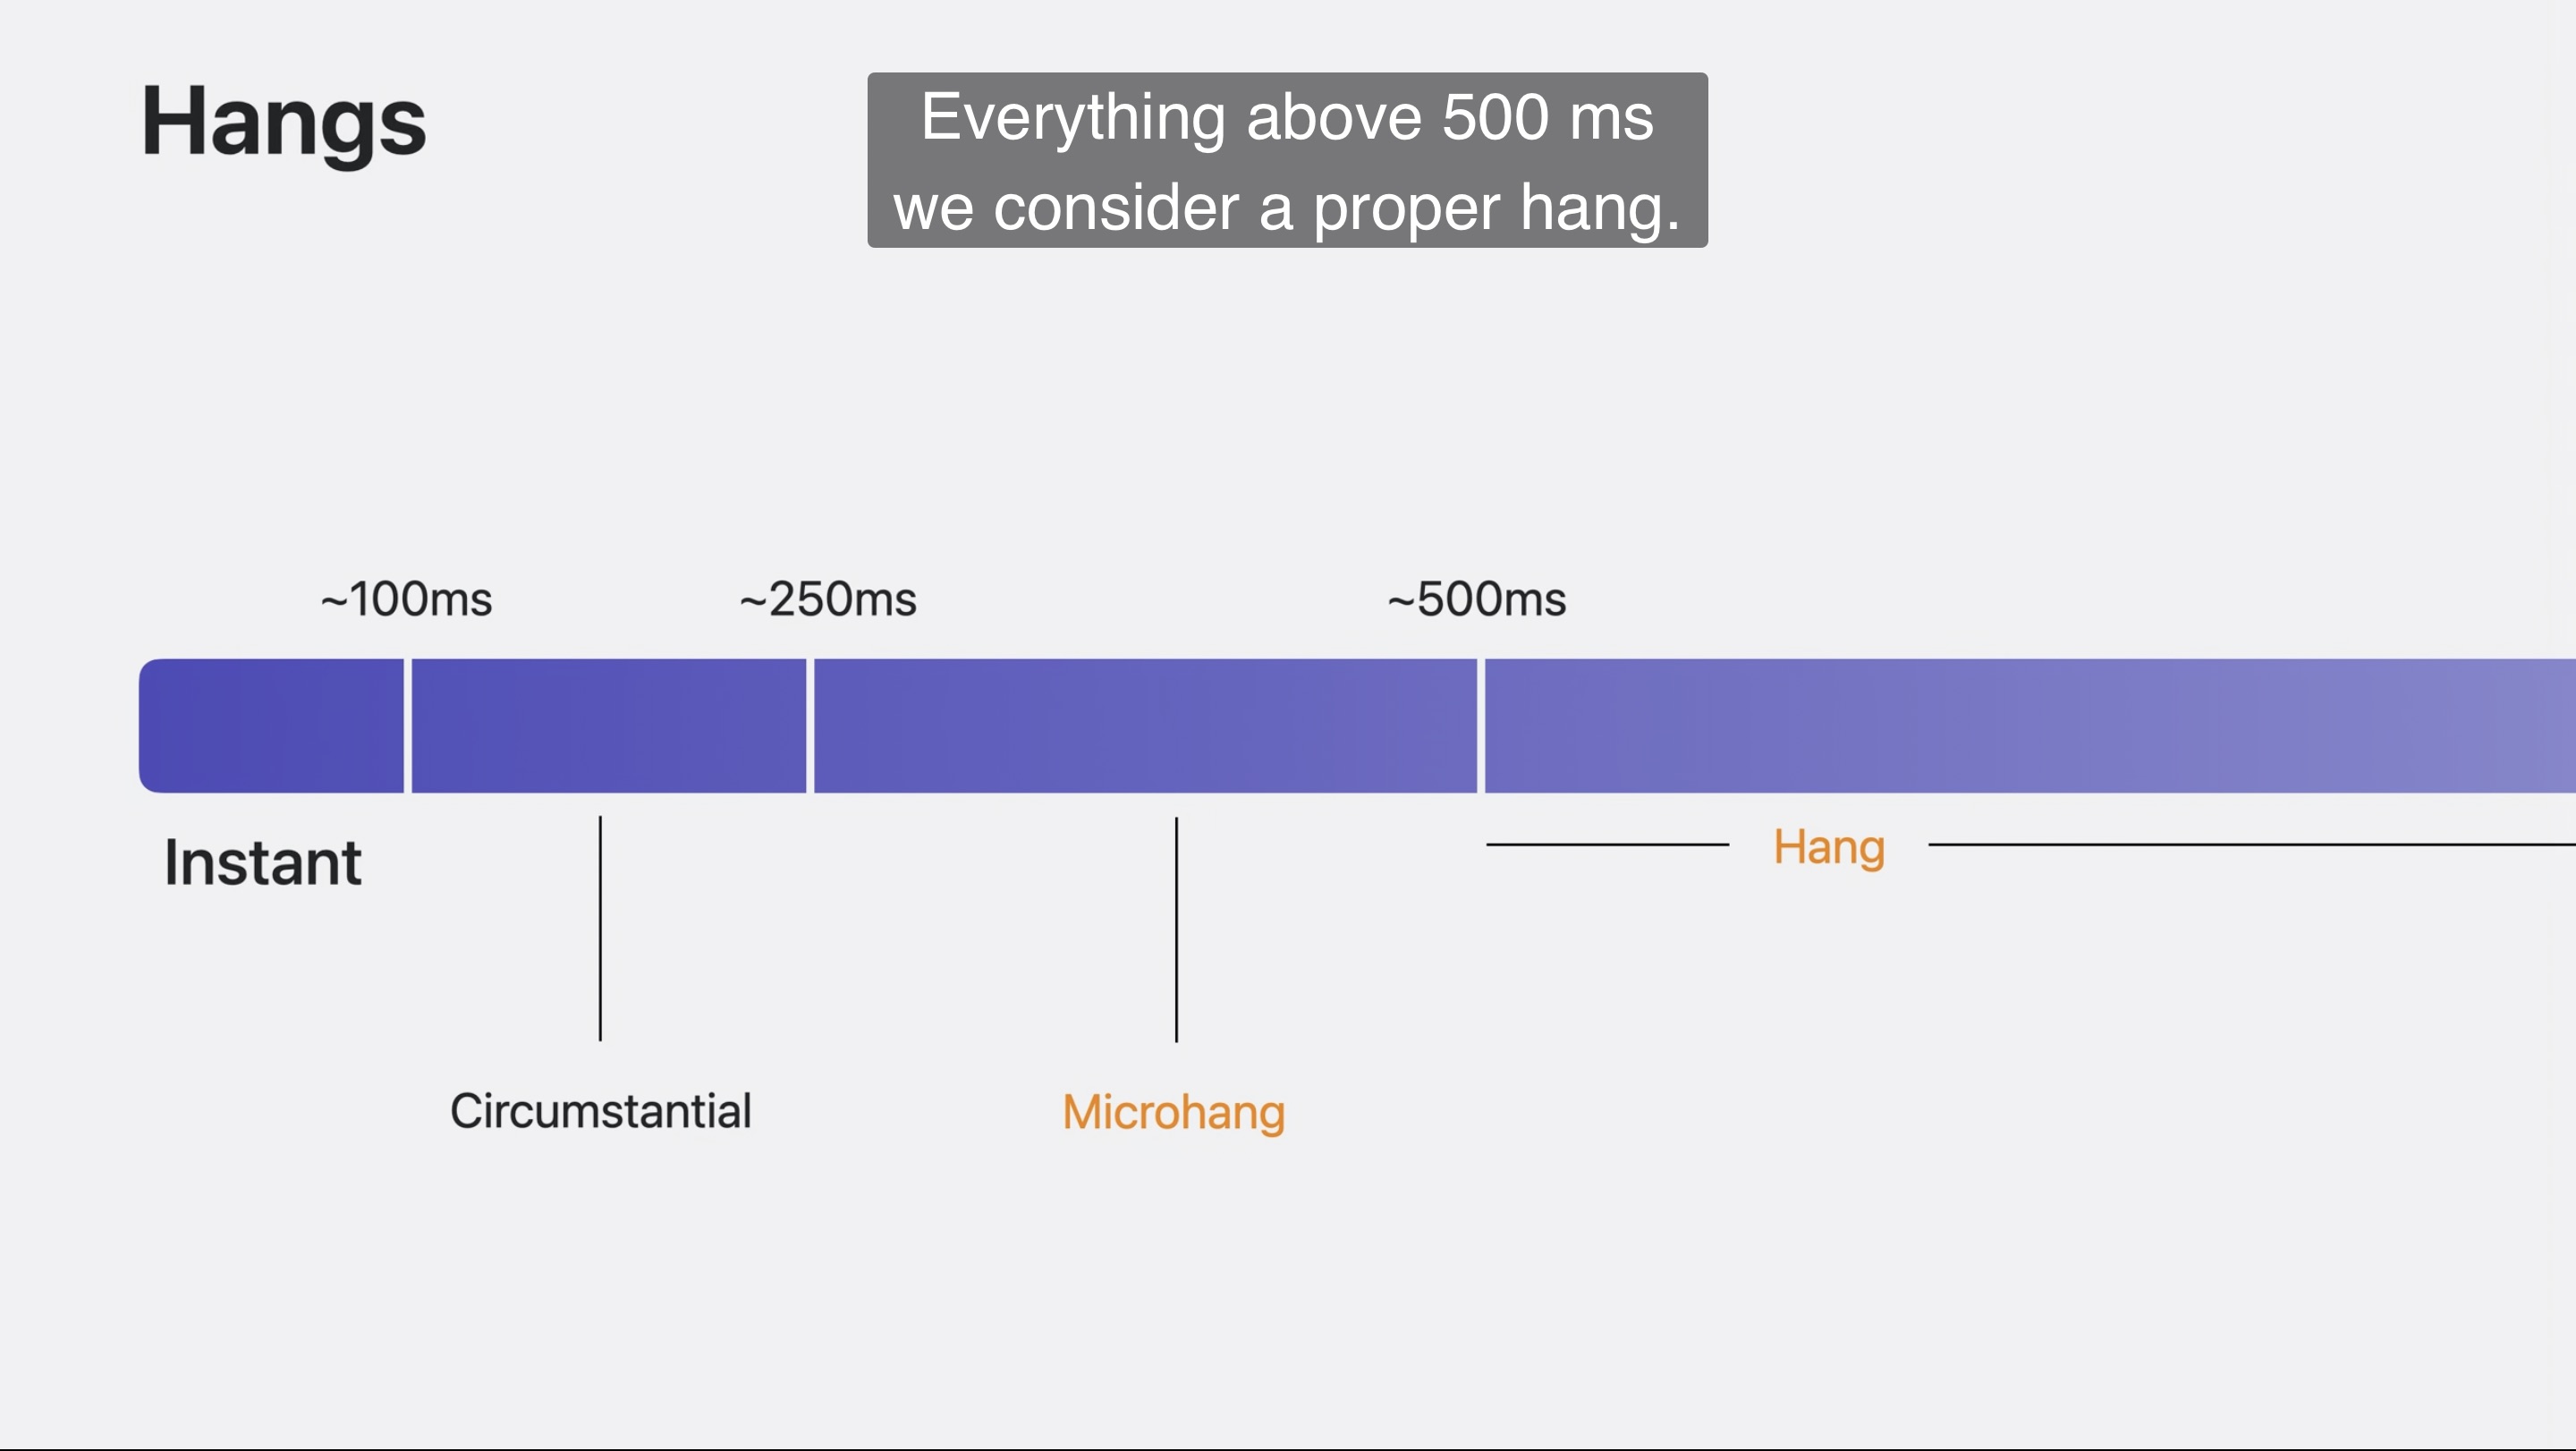 Hangs
Everything above 500 ms
we consider a proper hang.
~100ms
~250ms
~500ms
Instant
Hang
Circumstantial
Microhang